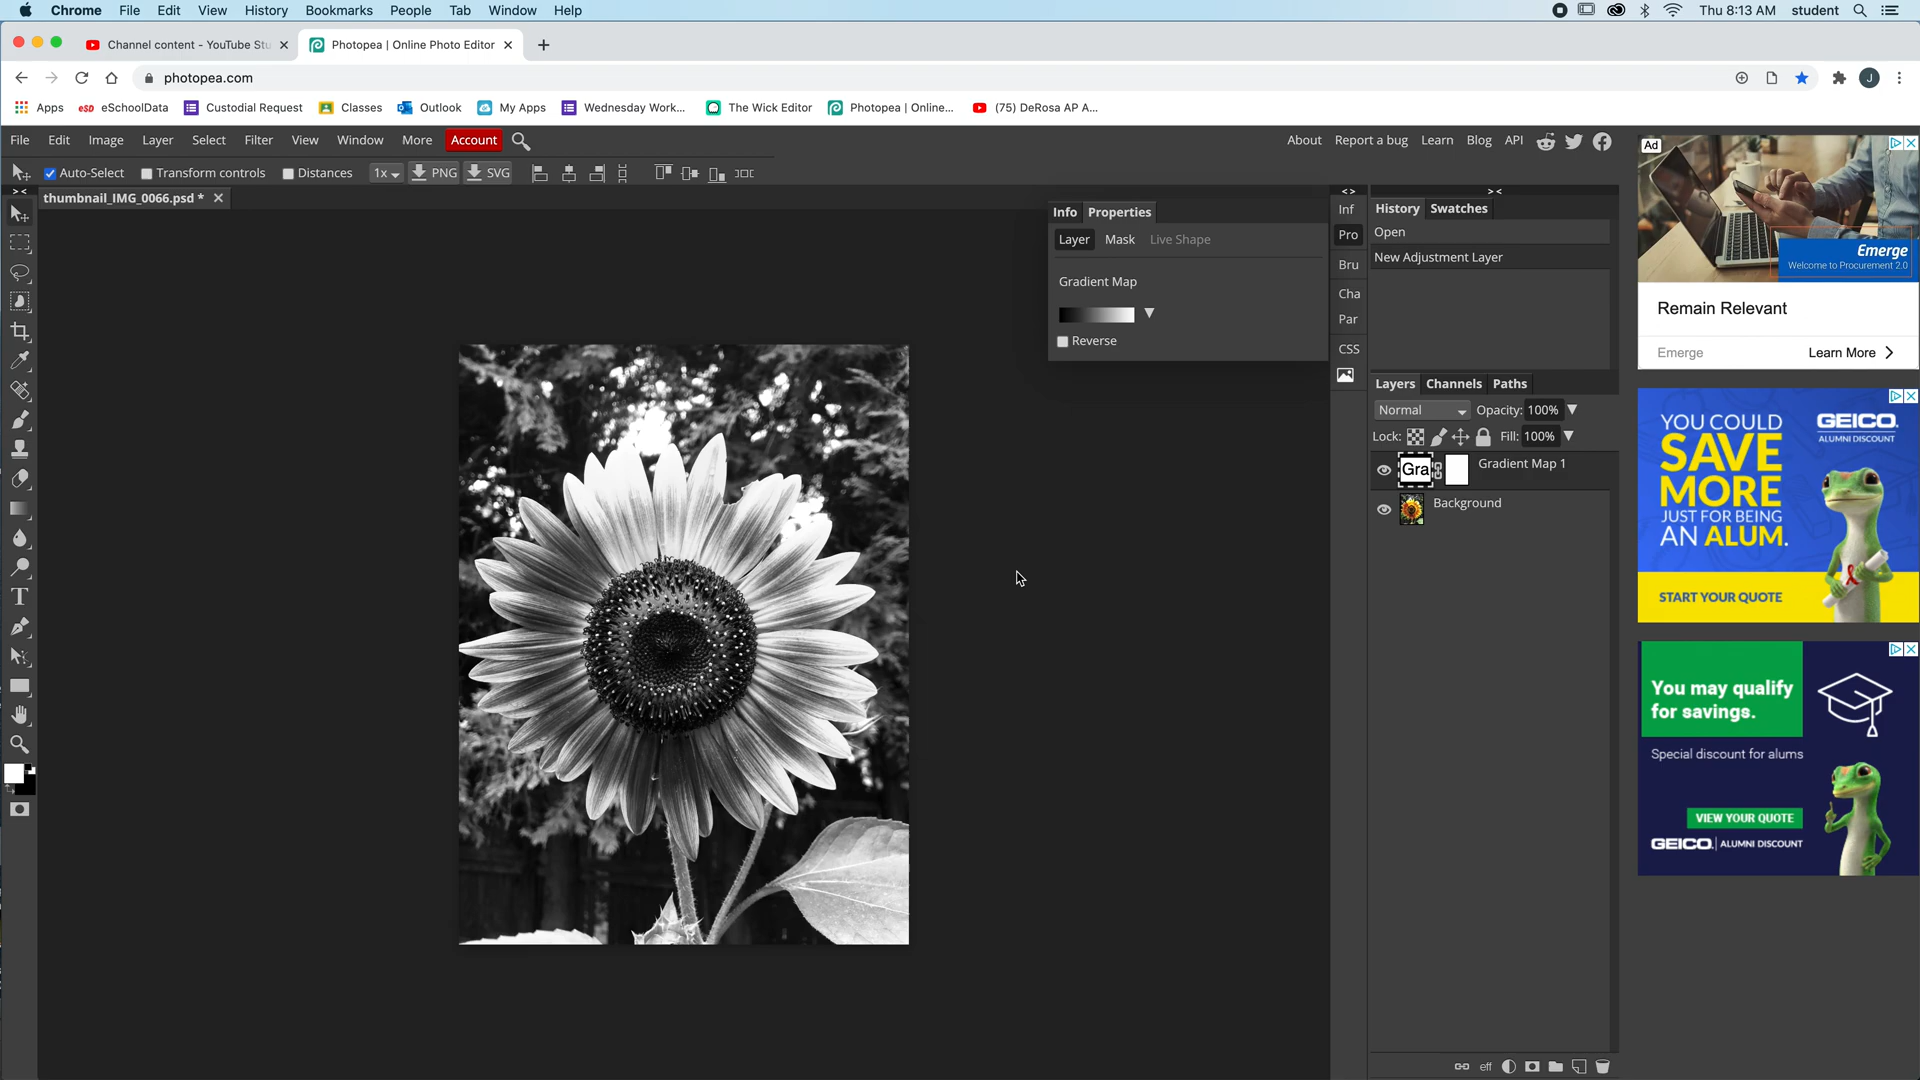 Chrome File Edit View History Bookmarks People Tab Window Help
Thu 8:13 AM student
Channel content - YouTube Stu
Photopea | Online Photo Editor
photopea.com
J
Apps eSchoolData Custodial Request Classes Outlook My Apps Wednesday Work... The Wick Editor Photopea | Online... (75) DeRosa AP A...
File Edit Image Layer Select Filter View Window More Account
About Report a bug Learn Blog API
Auto-Select Transform controls Distances 1x PNG SVG
thumbnail_IMG_0066.psd *
Info Properties
Layer Mask Live Shape
Gradient Map
Reverse
Inf
Pro
Bru
Cha
Par
CSS
History Swatches
Open
New Adjustment Layer
Layers Channels Paths
Normal Opacity: 100%
Lock: Fill: 100%
Gra Gradient Map 1
Background
eff
Ad
Emerge
Welcome to Procurement 2.0
Remain Relevant
Emerge Learn More
YOU COULD
SAVE
MORE
JUST FOR BEING
AN ALUM.
GEICO.
ALUMNI DISCOUNT
START YOUR QUOTE
You may qualify
for savings.
Special discount for alums
VIEW YOUR QUOTE
GEICO. | ALUMNI DISCOUNT